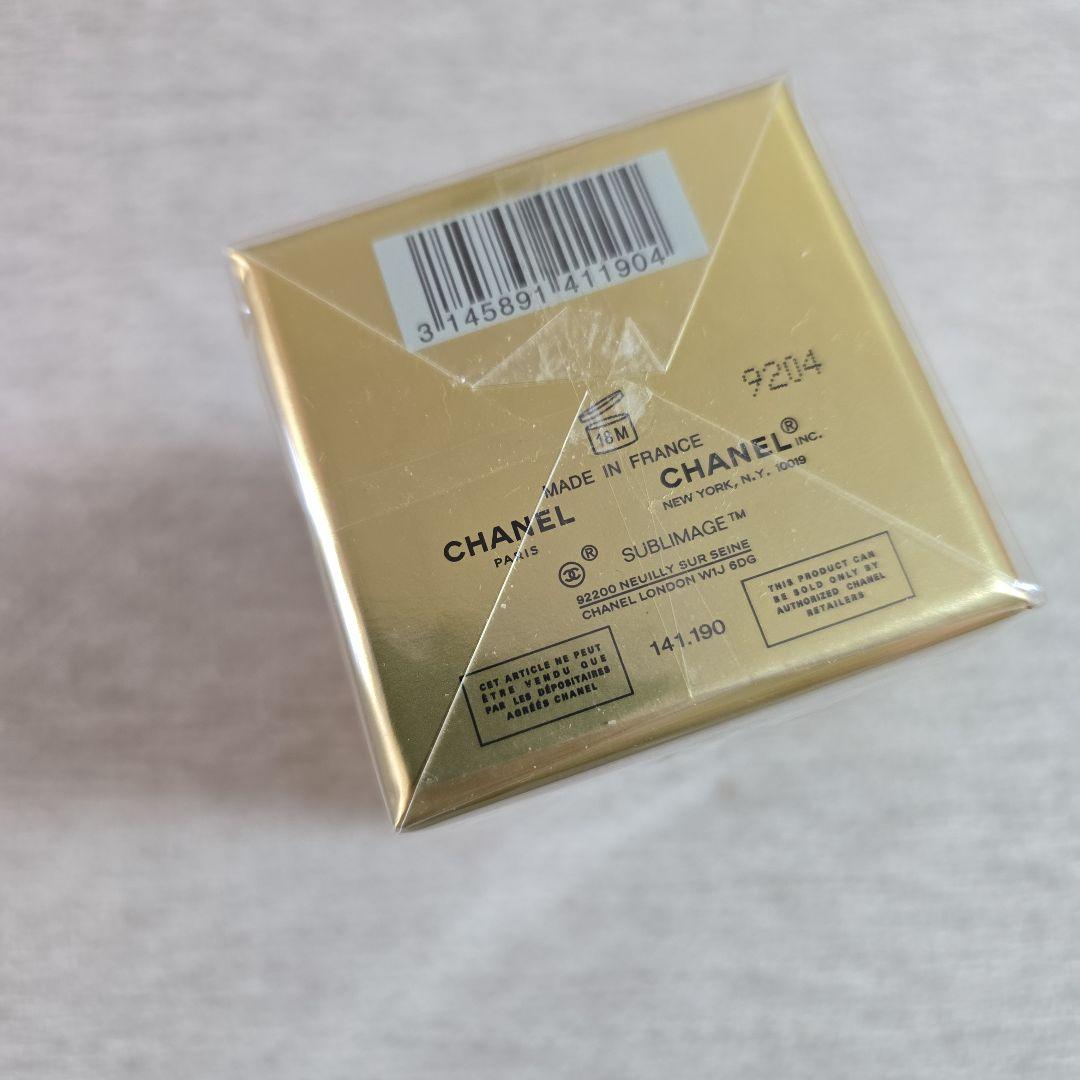 3 145891 411904
9204
18M
MADE IN FRANCE
CHANEL
PARIS
CHANEL® INC.
NEW YORK, N.Y. 10019
® SUBLIMAGE™
92200 NEUILLY SUR SEINE
CHANEL LONDON W1J 6DG
141.190
CET ARTICLE NE PEUT
ÊTRE VENDU QUE
PAR LES DÉPOSITAIRES
AGRÉÉS CHANEL
THIS PRODUCT CAN
BE SOLD ONLY BY
AUTHORIZED CHANEL
RETAILERS